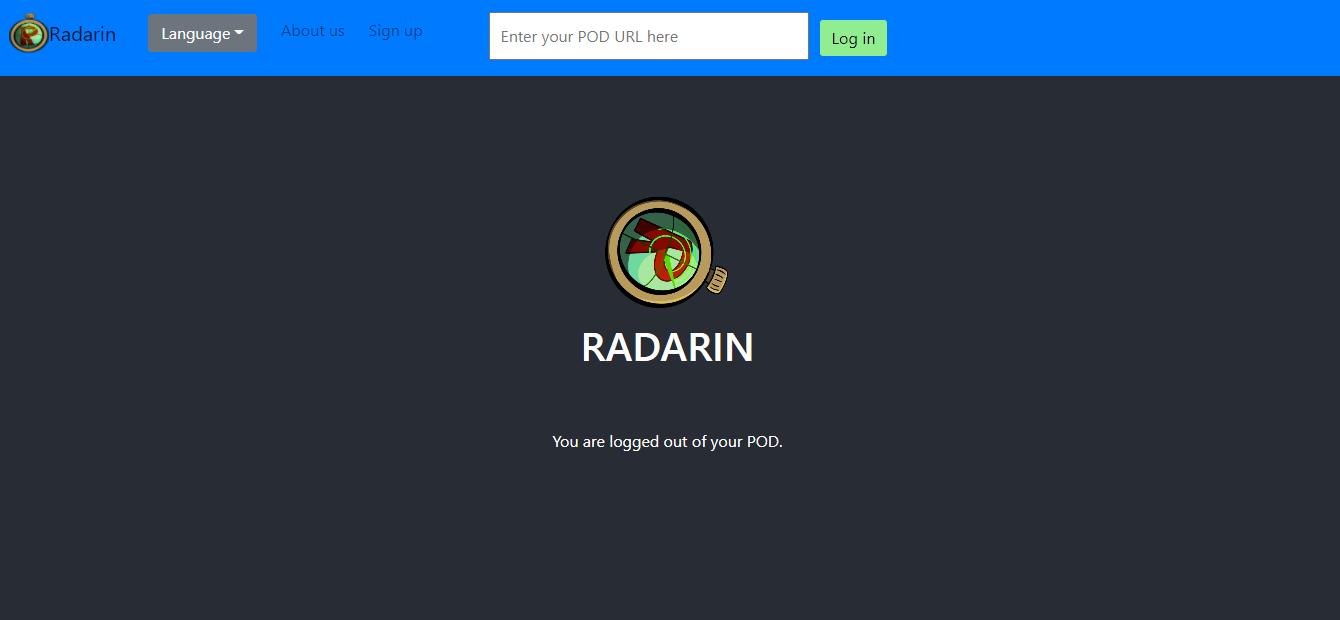 Radarin
Language
About us
Sign up
Enter your POD URL here
Log in
RADARIN
You are logged out of your POD.